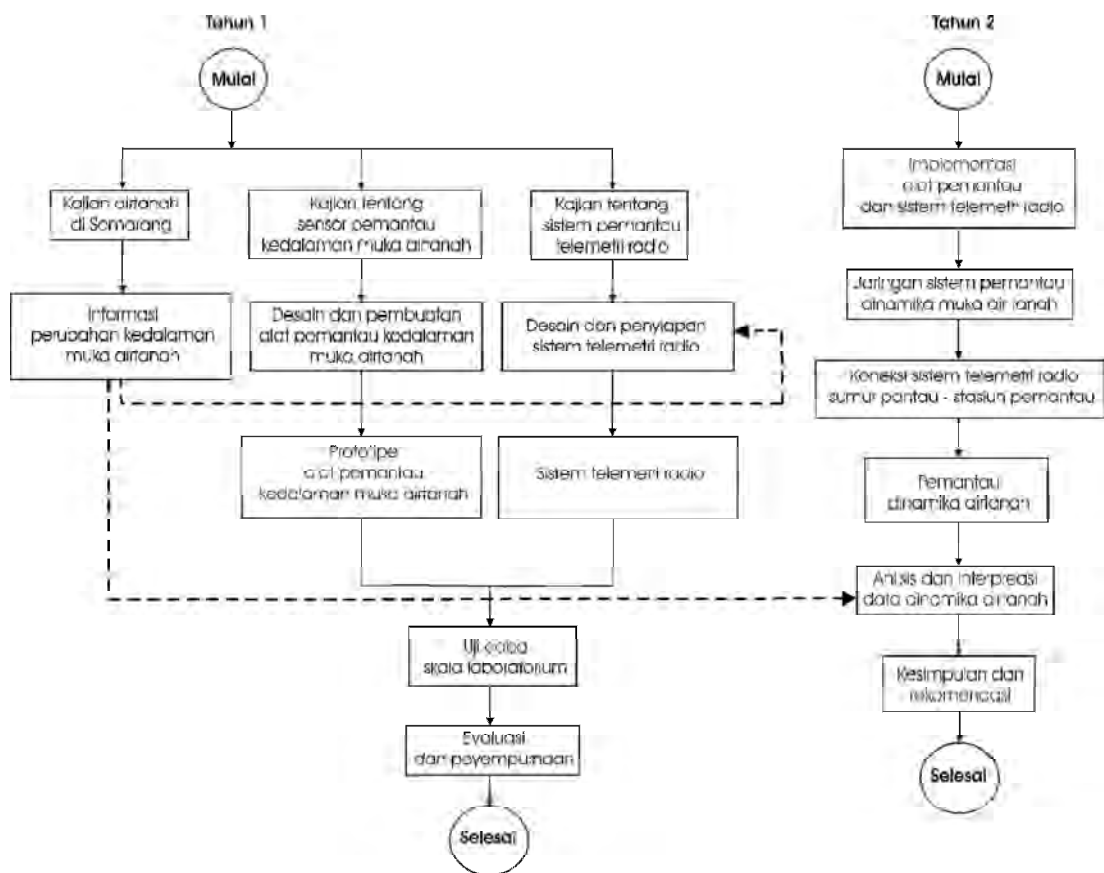 Tahun 1
Mulai
Kajian airtanah
di Semarang
Kajian tentang
sensor pemantau
kedalaman muka airtanah
Kajian tentang
sistem pemantau
telemetri radio
Informasi
perubahan kedalaman
muka airtanah
Desain dan pembuatan
alat pemantau kedalaman
muka airtanah
Desain dan penyiapan
sistem telemetri radio
Prototipe
alat pemantau
kedalaman muka airtanah
Sistem telemetri radio
Uji coba
skala laboratorium
Evaluasi
dan peyempurnaan
Selesai
Tahun 2
Mulai
Implementasi
alat pemantau
dan sistem telemetri radio
Jaringan sistem pemantau
dinamika muka air tanah
Koneksi sistem telemetri radio
sumur pantau - stasiun pemantau
Pemantau
dinamika airtanah
Anlisis dan interpreasi
data dinamika airtanah
Kesimpulan dan
rekomendasi
Selesai